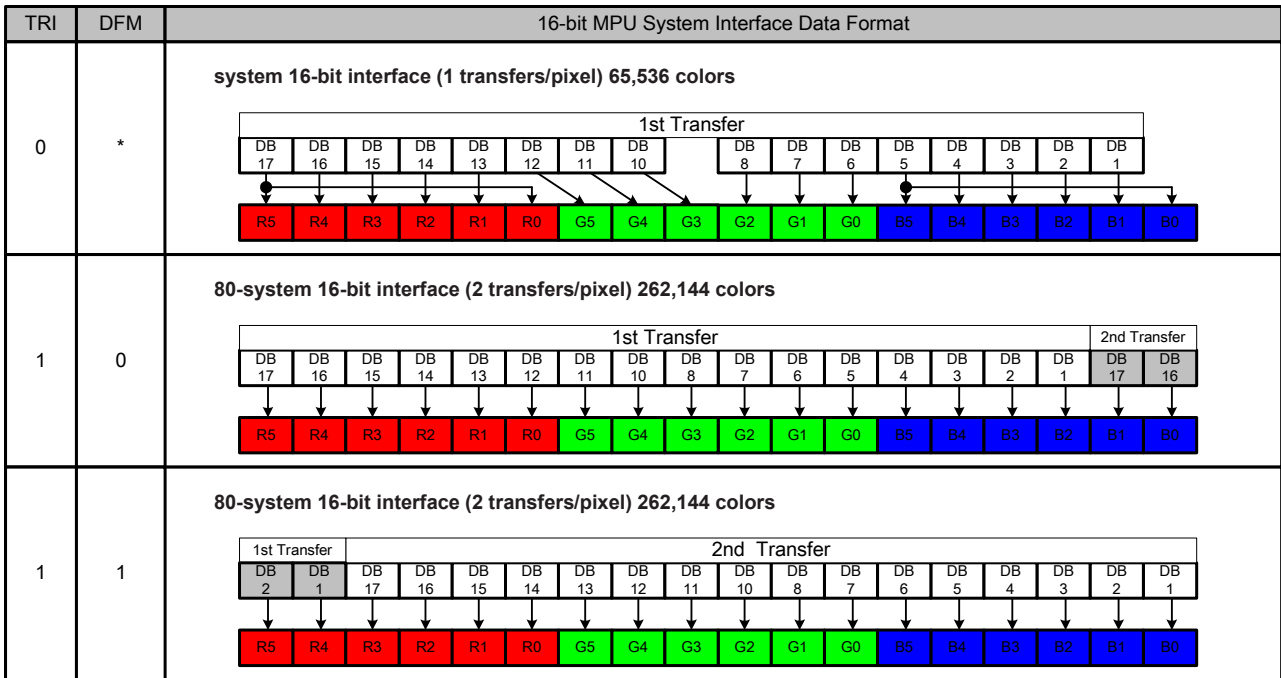 TRI DFM 16-bit MPU System Interface Data Format
system 16-bit interface (1 transfers/pixel) 65,536 colors
0 *
1st Transfer
DB DB DB DB DB DB DB DB DB DB DB DB DB DB DB DB
17 16 15 14 13 12 11 10 8 7 6 5 4 3 2 1
R5 R4 R3 R2 R1 R0 G5 G4 G3 G2 G1 G0 B5 B4 B3 B2 B1 B0
80-system 16-bit interface (2 transfers/pixel) 262,144 colors
1 0
1st Transfer 2nd Transfer
DB DB DB DB DB DB DB DB DB DB DB DB DB DB DB DB DB DB
17 16 15 14 13 12 11 10 8 7 6 5 4 3 2 1 17 16
R5 R4 R3 R2 R1 R0 G5 G4 G3 G2 G1 G0 B5 B4 B3 B2 B1 B0
80-system 16-bit interface (2 transfers/pixel) 262,144 colors
1 1
1st Transfer 2nd Transfer
DB DB DB DB DB DB DB DB DB DB DB DB DB DB DB DB DB DB
2 1 17 16 15 14 13 12 11 10 8 7 6 5 4 3 2 1
R5 R4 R3 R2 R1 R0 G5 G4 G3 G2 G1 G0 B5 B4 B3 B2 B1 B0